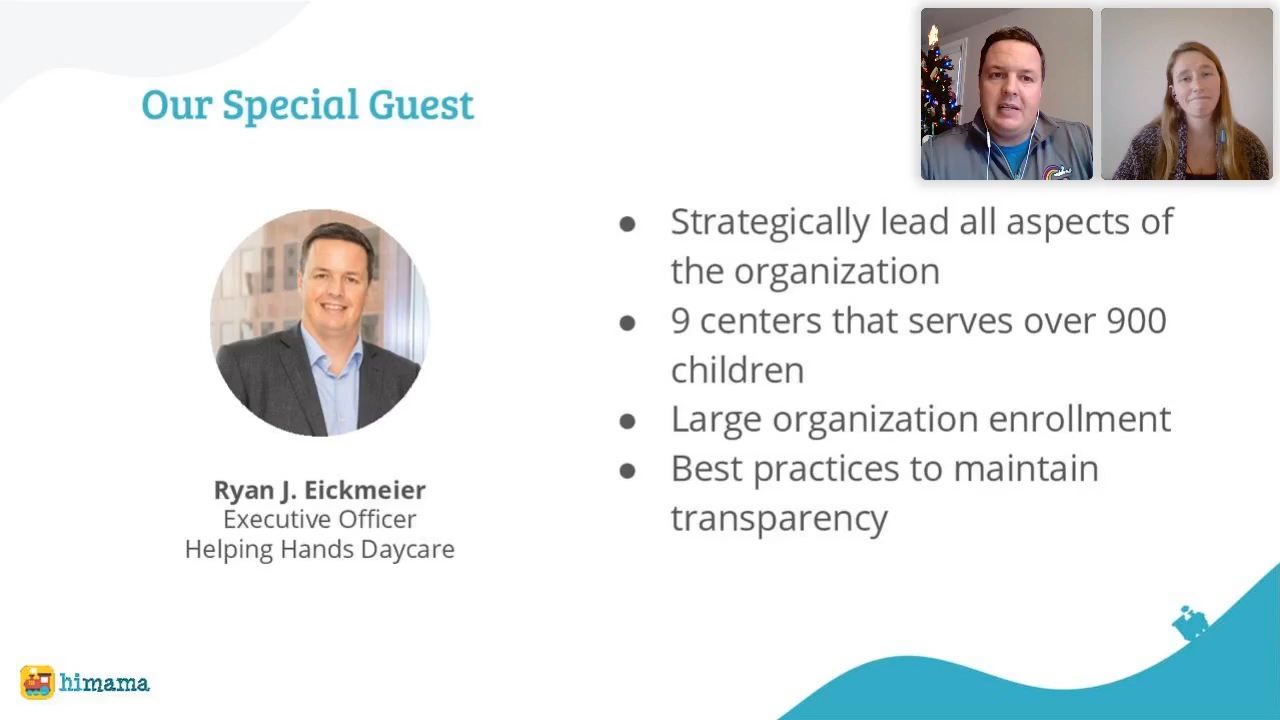 Our Special Guest
Strategically lead all aspects of
the organization
9 centers that serves over 900
children
Large organization enrollment
Best practices to maintain
transparency
Ryan J. Eickmeier
Executive Officer
Helping Hands Daycare
himama